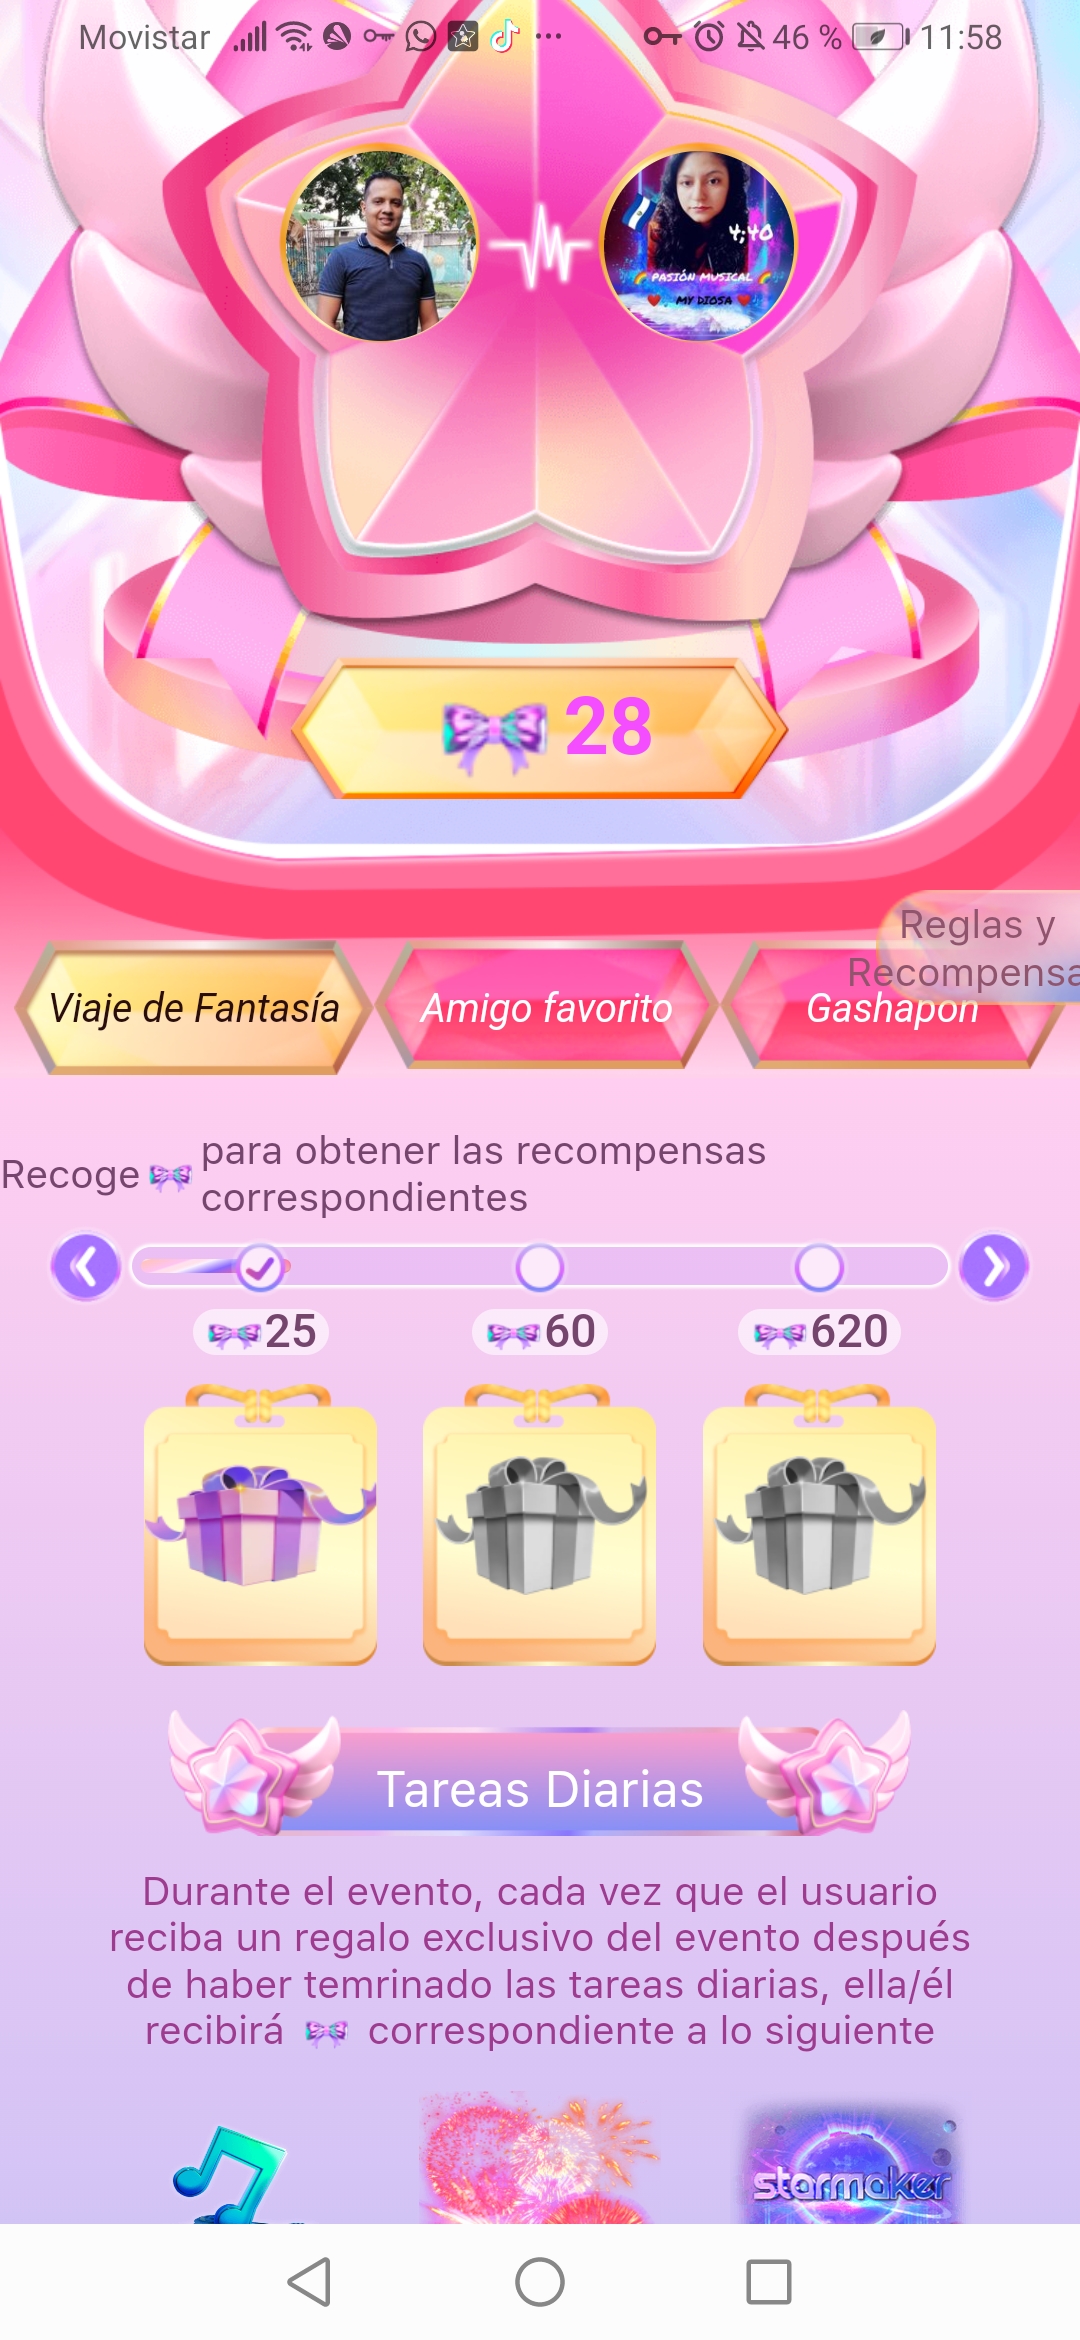 Movistar 46 % 11:58
4;40
PASIÓN MUSICAL
MY DIOSA
28
Reglas y
Recompensa
Viaje de Fantasía
Amigo favorito
Gashapon
Recoge para obtener las recompensas
correspondientes
25
60
620
Tareas Diarias
Durante el evento, cada vez que el usuario
reciba un regalo exclusivo del evento después
de haber temrinado las tareas diarias, ella/él
recibirá correspondiente a lo siguiente
starmaker